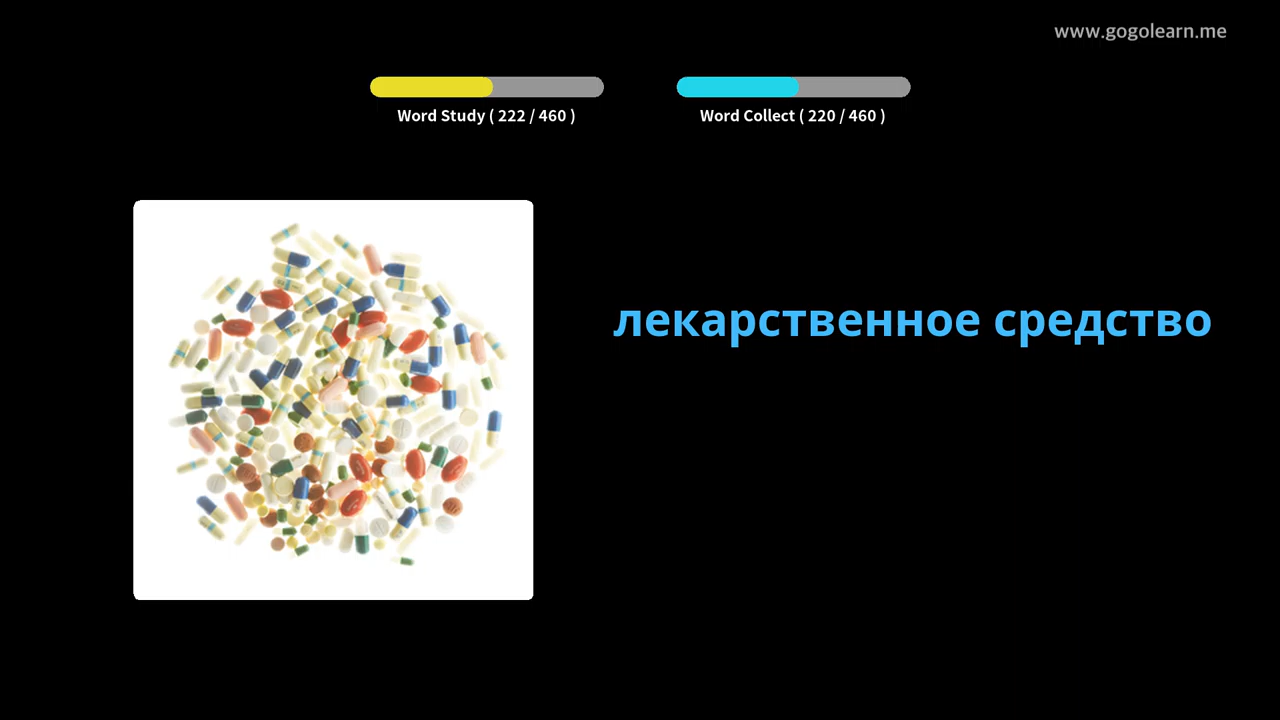 www.gogolearn.me
Word Study ( 222 / 460 )
Word Collect ( 220 / 460 )
лекарственное средство